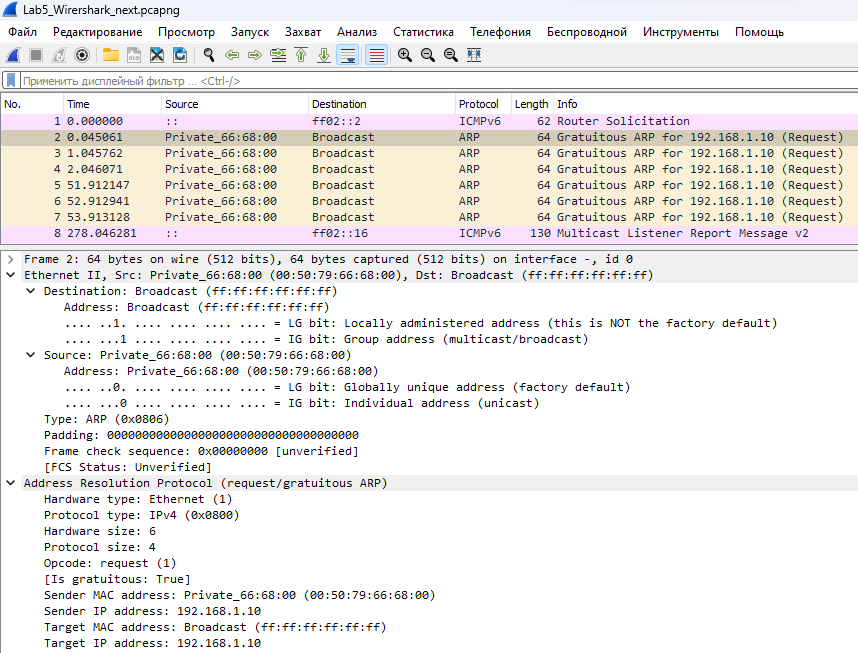 Lab5_Wirershark_next.pcapng
Файл Редактирование Просмотр Запуск Захват Анализ Статистика Телефония Беспроводной Инструменты Помощь
Применить дисплейный фильтр ... <Ctrl-/>
No. Time Source Destination Protocol Length Info
1 0.000000 :: ff02::2 ICMPv6 62 Router Solicitation
2 0.045061 Private_66:68:00 Broadcast ARP 64 Gratuitous ARP for 192.168.1.10 (Request)
3 1.045762 Private_66:68:00 Broadcast ARP 64 Gratuitous ARP for 192.168.1.10 (Request)
4 2.046071 Private_66:68:00 Broadcast ARP 64 Gratuitous ARP for 192.168.1.10 (Request)
5 51.912147 Private_66:68:00 Broadcast ARP 64 Gratuitous ARP for 192.168.1.10 (Request)
6 52.912941 Private_66:68:00 Broadcast ARP 64 Gratuitous ARP for 192.168.1.10 (Request)
7 53.913128 Private_66:68:00 Broadcast ARP 64 Gratuitous ARP for 192.168.1.10 (Request)
8 278.046281 :: ff02::16 ICMPv6 130 Multicast Listener Report Message v2
Frame 2: 64 bytes on wire (512 bits), 64 bytes captured (512 bits) on interface -, id 0
Ethernet II, Src: Private_66:68:00 (00:50:79:66:68:00), Dst: Broadcast (ff:ff:ff:ff:ff:ff)
Destination: Broadcast (ff:ff:ff:ff:ff:ff)
Address: Broadcast (ff:ff:ff:ff:ff:ff)
.... ..1. .... .... .... .... = LG bit: Locally administered address (this is NOT the factory default)
.... ...1 .... .... .... .... = IG bit: Group address (multicast/broadcast)
Source: Private_66:68:00 (00:50:79:66:68:00)
Address: Private_66:68:00 (00:50:79:66:68:00)
.... ..0. .... .... .... .... = LG bit: Globally unique address (factory default)
.... ...0 .... .... .... .... = IG bit: Individual address (unicast)
Type: ARP (0x0806)
Padding: 000000000000000000000000000000000000
Frame check sequence: 0x00000000 [unverified]
[FCS Status: Unverified]
Address Resolution Protocol (request/gratuitous ARP)
Hardware type: Ethernet (1)
Protocol type: IPv4 (0x0800)
Hardware size: 6
Protocol size: 4
Opcode: request (1)
[Is gratuitous: True]
Sender MAC address: Private_66:68:00 (00:50:79:66:68:00)
Sender IP address: 192.168.1.10
Target MAC address: Broadcast (ff:ff:ff:ff:ff:ff)
Target IP address: 192.168.1.10